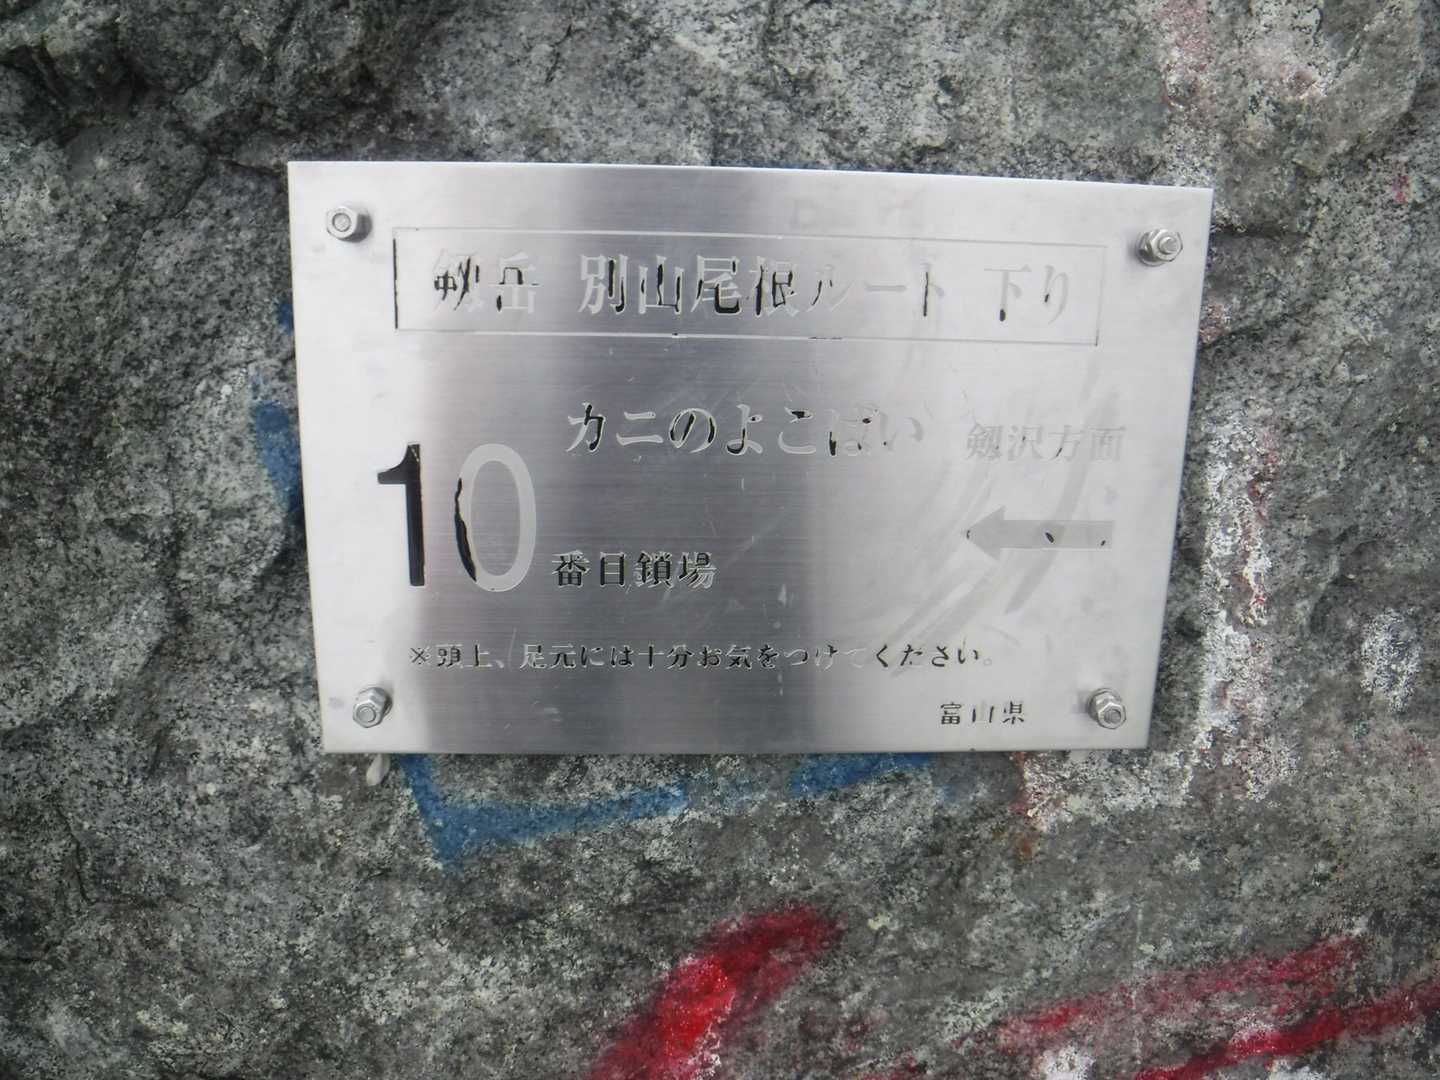 剱岳 別山尾根ルート 下り
カニのよこばい
剱沢方面
10番目鎖場
※頭上、足元には十分お気をつけてください。
富山県